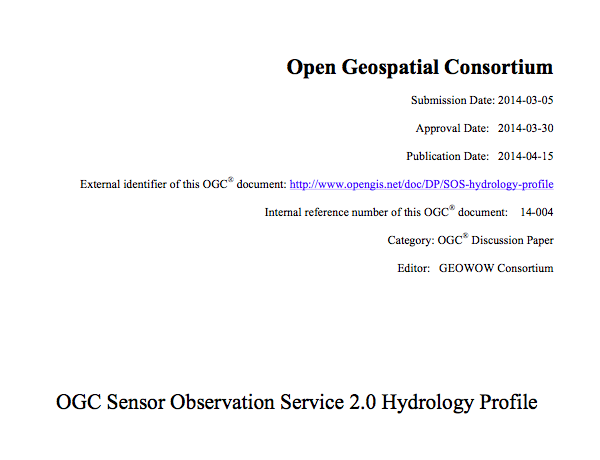 Open Geospatial Consortium
Submission Date: 2014-03-05
Approval Date: 2014-03-30
Publication Date: 2014-04-15
External identifier of this OGC® document: http://www.opengis.net/doc/DP/SOS-hydrology-profile
Internal reference number of this OGC® document: 14-004
Category: OGC® Discussion Paper
Editor: GEOWOW Consortium
OGC Sensor Observation Service 2.0 Hydrology Profile